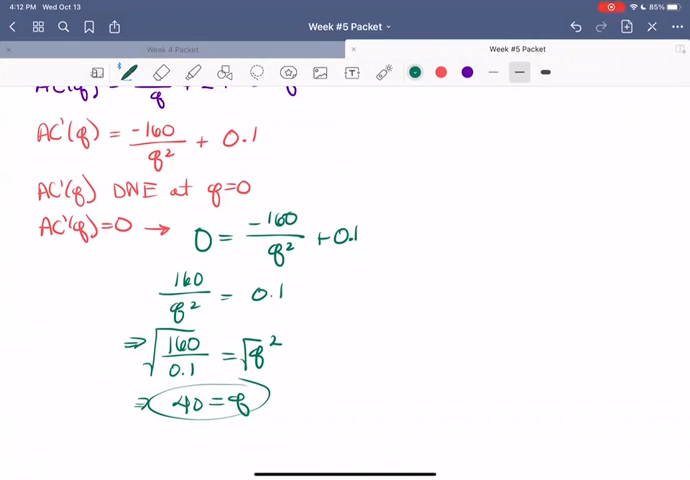 4:12 PM Wed Oct 13
85%
Week #5 Packet
Week 4 Packet
Week #5 Packet
AC'(q) = -160/q² + 0.1
AC'(q) DNE at q=0
AC'(q)=0 → 0 = -160/q² + 0.1
160/q² = 0.1
⇒ √(160/0.1) = √q²
⇒ 40 = q